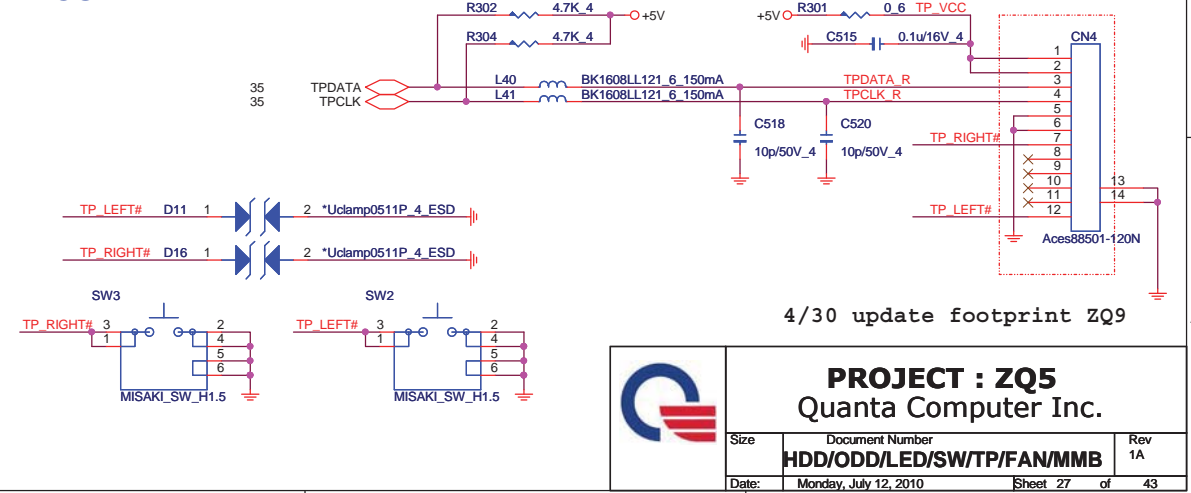 R302 4.7K_4 +5V
R304 4.7K_4
+5V R301 0_6 TP_VCC
C515 0.1u/16V_4
CN4
35 TPDATA L40 BK1608LL121_6_150mA TPDATA_R
35 TPCLK L41 BK1608LL121_6_150mA TPCLK_R
C518
10p/50V_4
C520
10p/50V_4
TP_RIGHT#
TP_LEFT#
1
2
3
4
5
6
7
8
9
10
11
12
13
14
Aces88501-120N
TP_LEFT# D11 1 2 *Uclamp0511P_4_ESD
TP_RIGHT# D16 1 2 *Uclamp0511P_4_ESD
SW3
TP_RIGHT# 3 2
1 4
5
6
MISAKI_SW_H1.5
SW2
TP_LEFT# 3 2
1 4
5
6
MISAKI_SW_H1.5
4/30 update footprint ZQ9
PROJECT : ZQ5
Quanta Computer Inc.
Size Document Number Rev
HDD/ODD/LED/SW/TP/FAN/MMB 1A
Date: Monday, July 12, 2010 Sheet 27 of 43